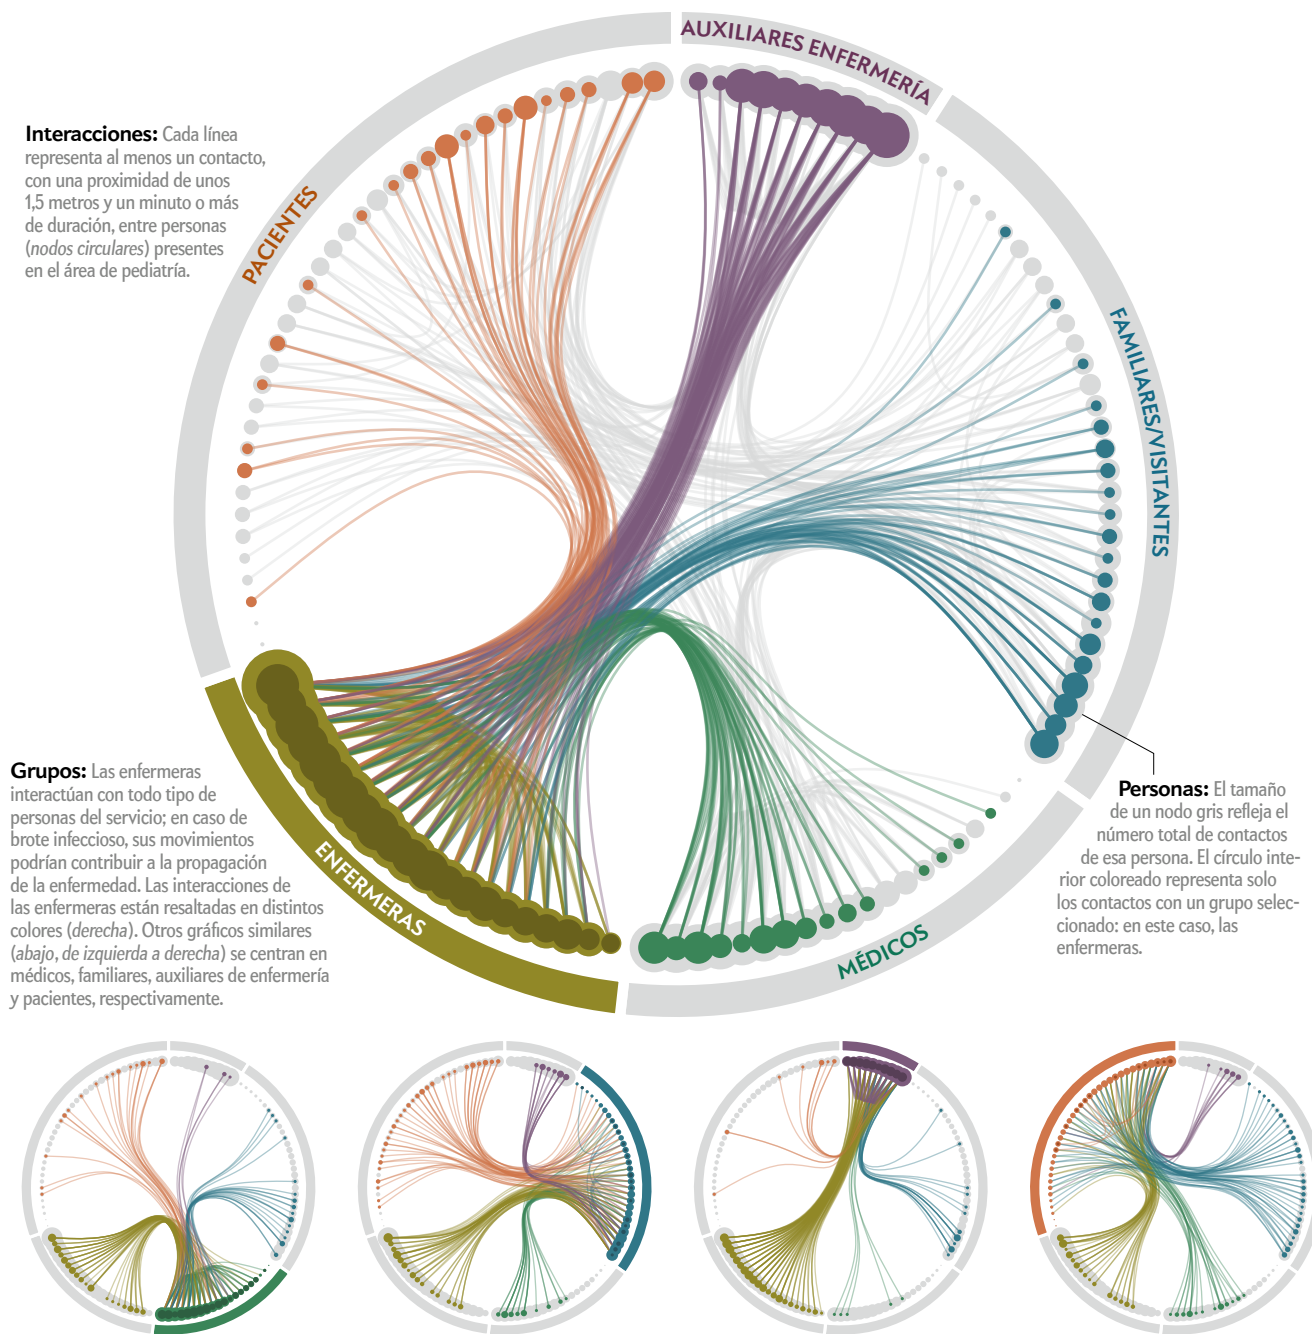 AUXILIARES ENFERMERÍA
Interacciones: Cada línea
representa al menos un contacto,
con una proximidad de unos
1,5 metros y un minuto o más
de duración, entre personas
(nodos circulares) presentes
en el área de pediatría.
PACIENTES
FAMILIARES/VISITANTES
Grupos: Las enfermeras
interactúan con todo tipo de
personas del servicio; en caso de
brote infeccioso, sus movimientos
podrían contribuir a la propagación
de la enfermedad. Las interacciones de
las enfermeras están resaltadas en distintos
colores (derecha). Otros gráficos similares
(abajo, de izquierda a derecha) se centran en
médicos, familiares, auxiliares de enfermería
y pacientes, respectivamente.
ENFERMERAS
MÉDICOS
Personas: El tamaño
de un nodo gris refleja el
número total de contactos
de esa persona. El círculo inte-
rior coloreado representa solo
los contactos con un grupo selec-
cionado: en este caso, las
enfermeras.